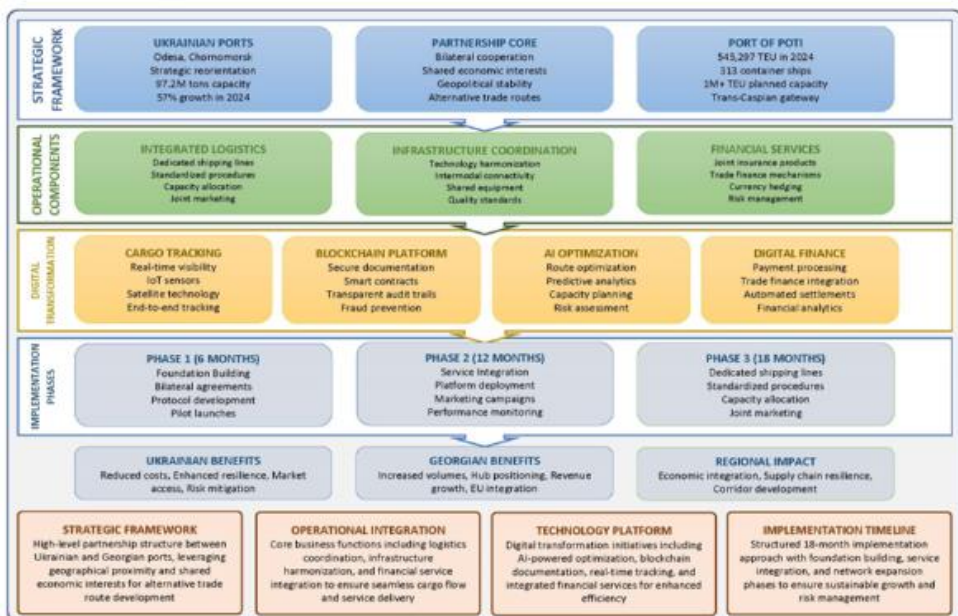 STRATEGIC
FRAMEWORK
UKRAINIAN PORTS
Odesa, Chornomorsk
Strategic reorientation
97.2M tons capacity
57% growth in 2024
PARTNERSHIP CORE
Bilateral cooperation
Shared economic interests
Geopolitical stability
Alternative trade routes
PORT OF POTI
545,297 TEU in 2024
313 container ships
1M+ TEU planned capacity
Trans-Caspian gateway
OPERATIONAL
COMPONENTS
INTEGRATED LOGISTICS
Dedicated shipping lines
Standardized procedures
Capacity allocation
Joint marketing
INFRASTRUCTURE COORDINATION
Technology harmonization
Intermodal connectivity
Shared equipment
Quality standards
FINANCIAL SERVICES
Joint insurance products
Trade finance mechanisms
Currency hedging
Risk management
DIGITAL
TRANSFORMATION
CARGO TRACKING
Real-time visibility
IoT sensors
Satellite technology
End-to-end tracking
BLOCKCHAIN PLATFORM
Secure documentation
Smart contracts
Transparent audit trails
Fraud prevention
AI OPTIMIZATION
Route optimization
Predictive analytics
Capacity planning
Risk assessment
DIGITAL FINANCE
Payment processing
Trade finance integration
Automated settlements
Financial analytics
IMPLEMENTATION
PHASES
PHASE 1 (6 MONTHS)
Foundation Building
Bilateral agreements
Protocol development
Pilot launches
PHASE 2 (12 MONTHS)
Service Integration
Platform deployment
Marketing campaigns
Performance monitoring
PHASE 3 (18 MONTHS)
Dedicated shipping lines
Standardized procedures
Capacity allocation
Joint marketing
UKRAINIAN BENEFITS
Reduced costs, Enhanced resilience, Market
access, Risk mitigation
GEORGIAN BENEFITS
Increased volumes, Hub positioning, Revenue
growth, EU integration
REGIONAL IMPACT
Economic integration, Supply chain resilience,
Corridor development
STRATEGIC FRAMEWORK
High-level partnership structure between
Ukrainian and Georgian ports, leveraging
geographical proximity and shared
economic interests for alternative trade
route development
OPERATIONAL INTEGRATION
Core business functions including logistics
coordination, infrastructure
harmonization, and financial service
integration to ensure seamless cargo flow
and service delivery
TECHNOLOGY PLATFORM
Digital transformation initiatives including
AI-powered optimization, blockchain
documentation, real-time tracking, and
integrated financial services for enhanced
efficiency
IMPLEMENTATION TIMELINE
Structured 18-month implementation
approach with foundation building, service
integration, and network expansion
phases to ensure sustainable growth and
risk management